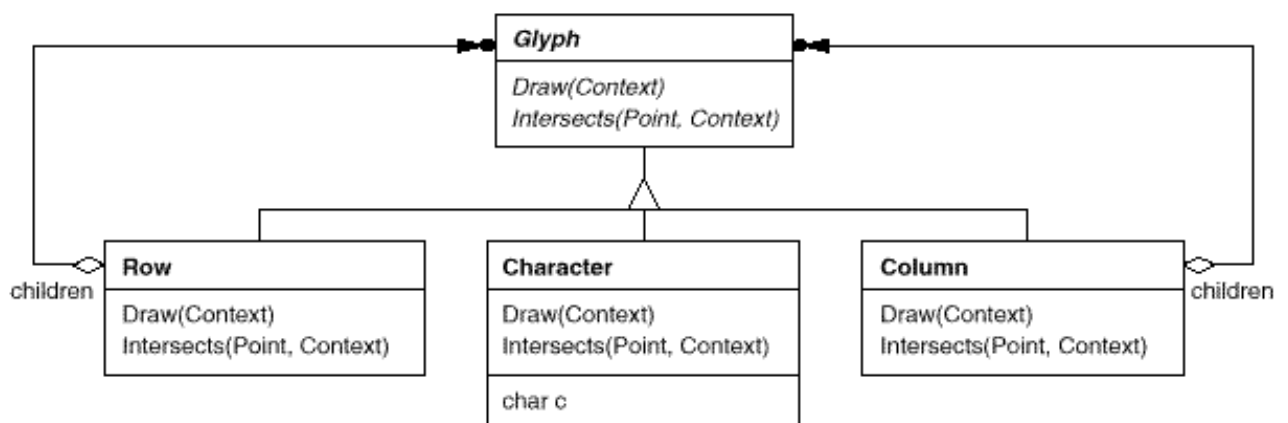 Glyph
Draw(Context)
Intersects(Point, Context)
children
Row
Draw(Context)
Intersects(Point, Context)
Character
Draw(Context)
Intersects(Point, Context)
char c
Column
Draw(Context)
Intersects(Point, Context)
children